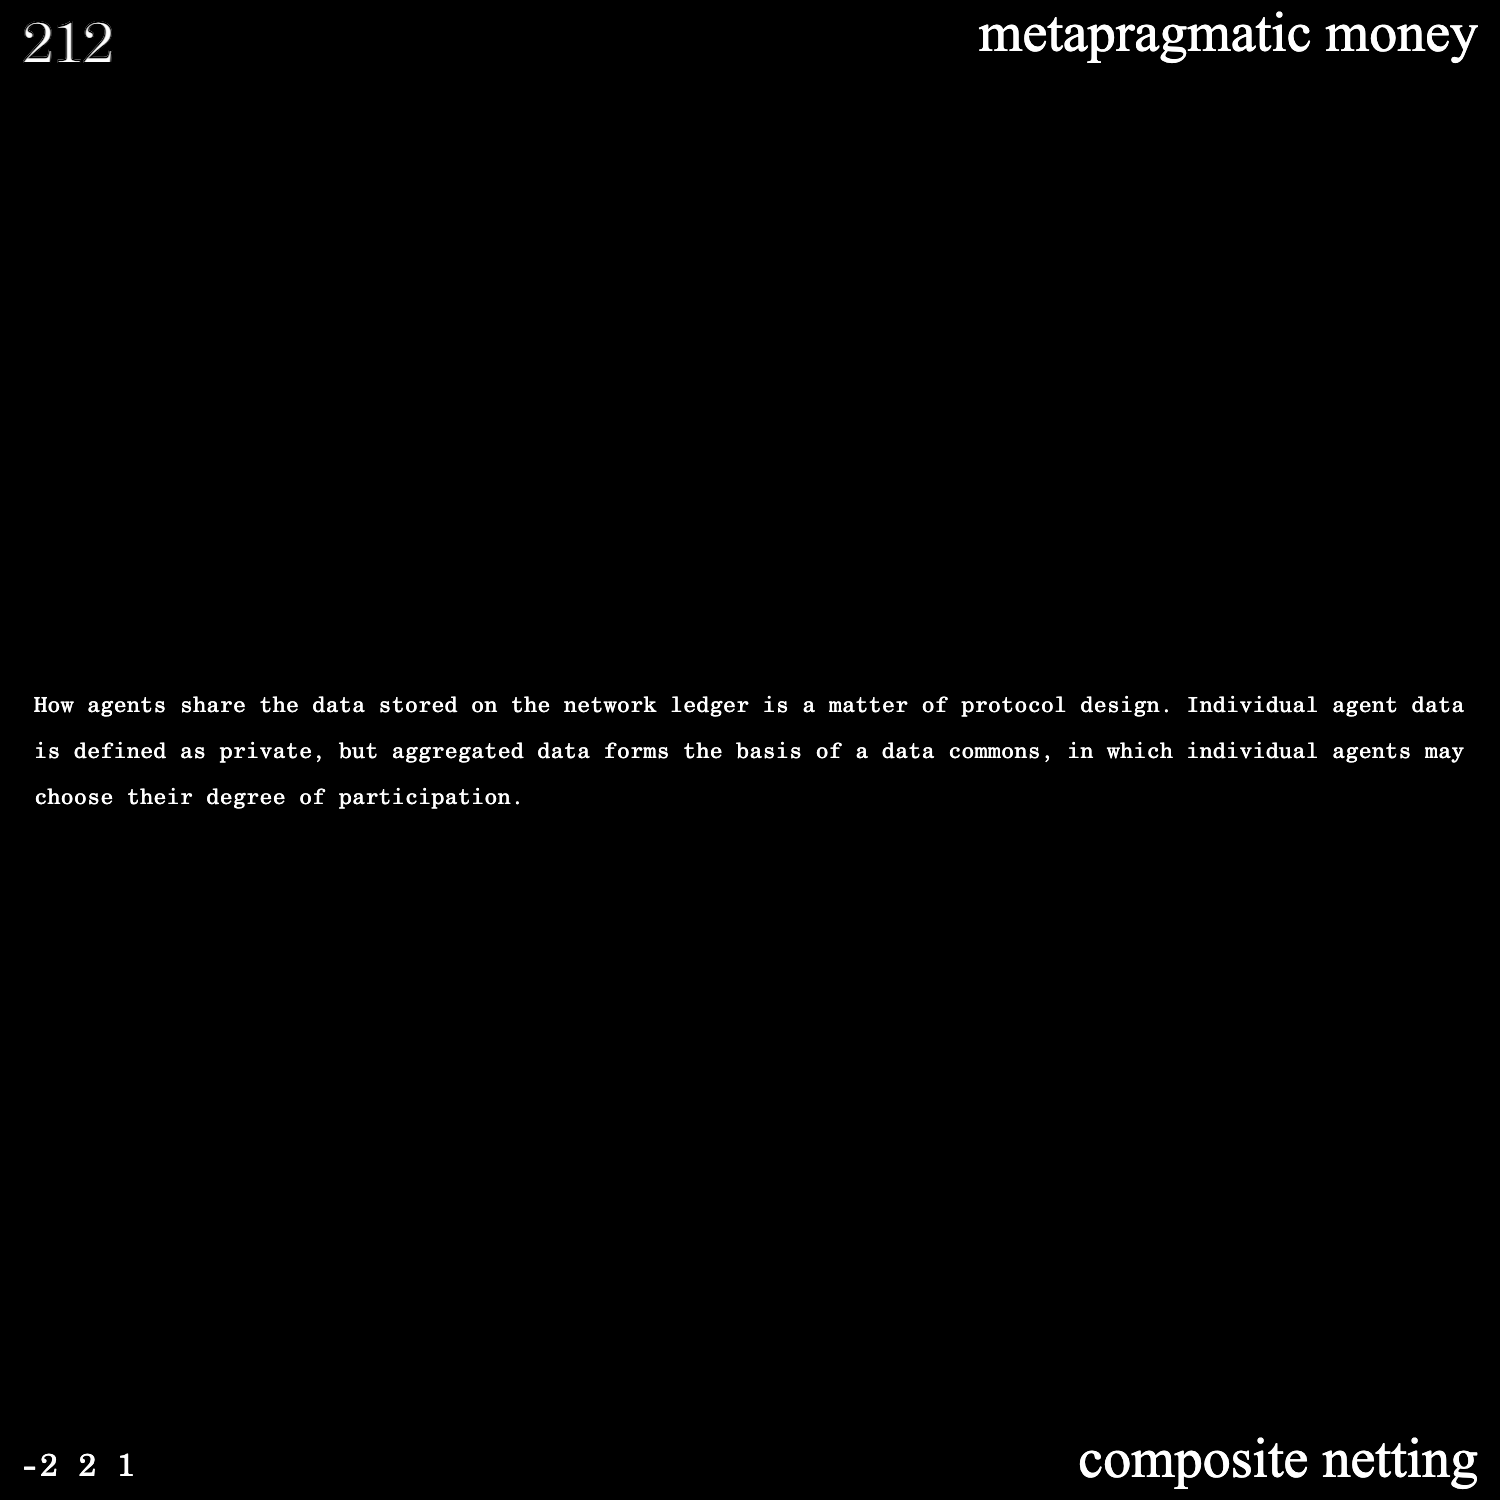 212
metapragmatic money
How agents share the data stored on the network ledger is a matter of protocol design. Individual agent data
is defined as private, but aggregated data forms the basis of a data commons, in which individual agents may
choose their degree of participation.
-2 2 1
composite netting